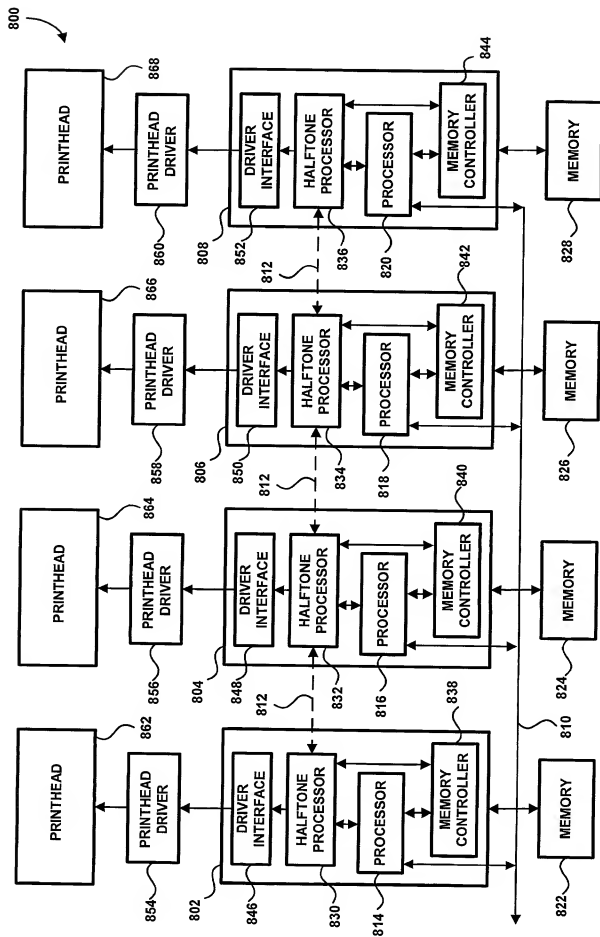 800
PRINTHEAD
862
PRINTHEAD
864
PRINTHEAD
866
PRINTHEAD
868
PRINTHEAD
DRIVER
854
PRINTHEAD
DRIVER
856
PRINTHEAD
DRIVER
858
PRINTHEAD
DRIVER
860
802
DRIVER
INTERFACE
846
804
DRIVER
INTERFACE
848
806
DRIVER
INTERFACE
850
808
DRIVER
INTERFACE
852
HALFTONE
PROCESSOR
830
812
HALFTONE
PROCESSOR
832
812
HALFTONE
PROCESSOR
834
812
HALFTONE
PROCESSOR
836
PROCESSOR
814
PROCESSOR
816
PROCESSOR
818
PROCESSOR
820
MEMORY
CONTROLLER
838
MEMORY
CONTROLLER
840
MEMORY
CONTROLLER
842
MEMORY
CONTROLLER
844
810
MEMORY
822
MEMORY
824
MEMORY
826
MEMORY
828